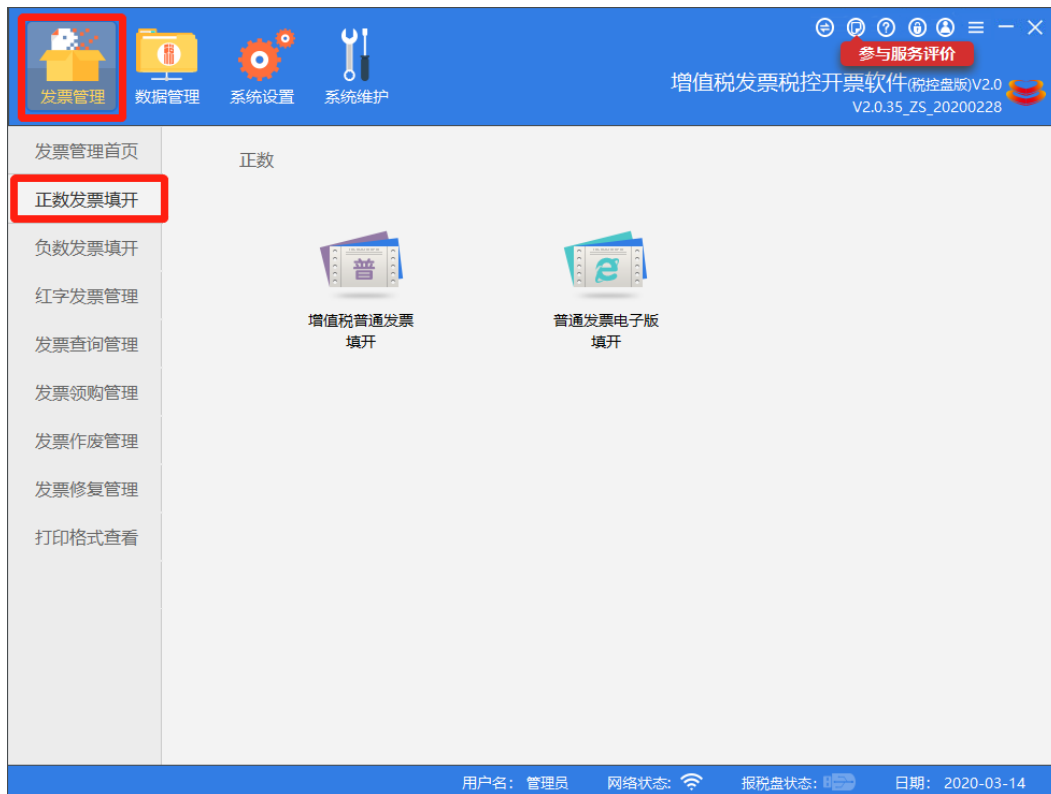 参与服务评价
发票管理 数据管理 系统设置 系统维护
增值税发票税控开票软件(税控盘版)V2.0
V2.0.35_ZS_20200228
发票管理首页
正数发票填开
负数发票填开
红字发票管理
发票查询管理
发票领购管理
发票作废管理
发票修复管理
打印格式查看
正数
普
增值税普通发票
填开
普通发票电子版
填开
用户名： 管理员 网络状态: 报税盘状态: 日期： 2020-03-14